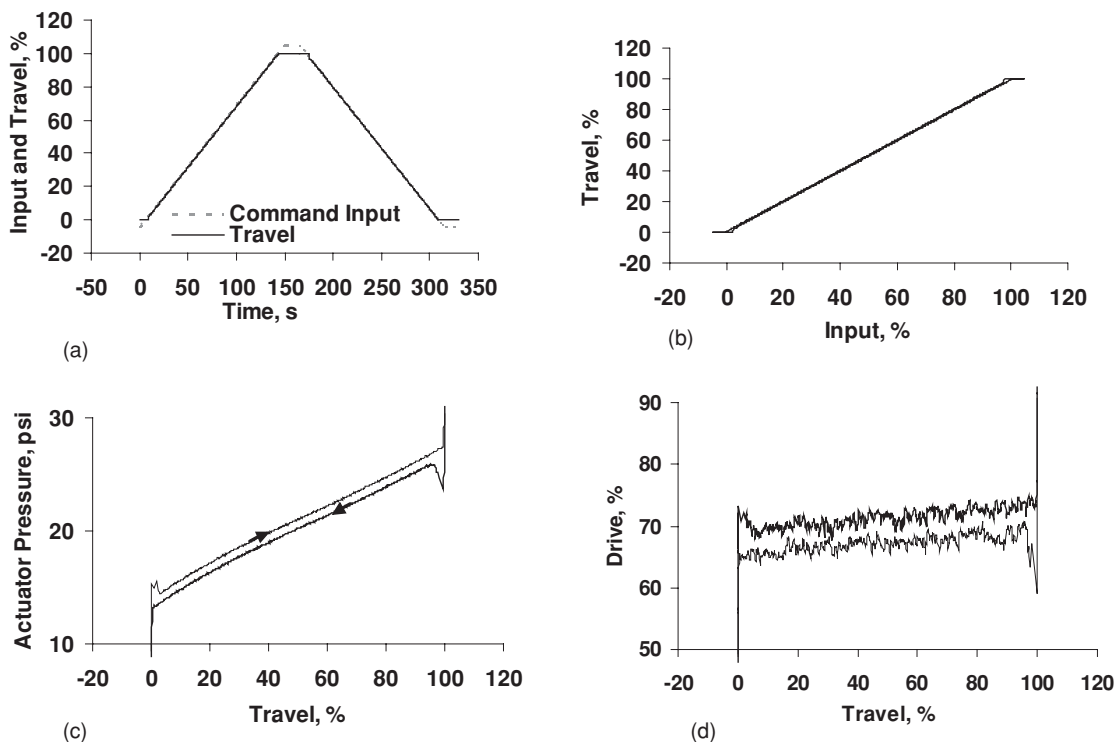 Input and Travel, %
120
100
80
60
40
20
0
-20
Command Input
Travel
-50 0 50 100 150 200 250 300 350
Time, s
(a)
Travel, %
120
100
80
60
40
20
0
-20
-20 0 20 40 60 80 100 120
Input, %
(b)
Actuator Pressure, psi
30
20
10
-20 0 20 40 60 80 100 120
Travel, %
(c)
Drive, %
90
80
70
60
50
-20 0 20 40 60 80 100 120
Travel, %
(d)